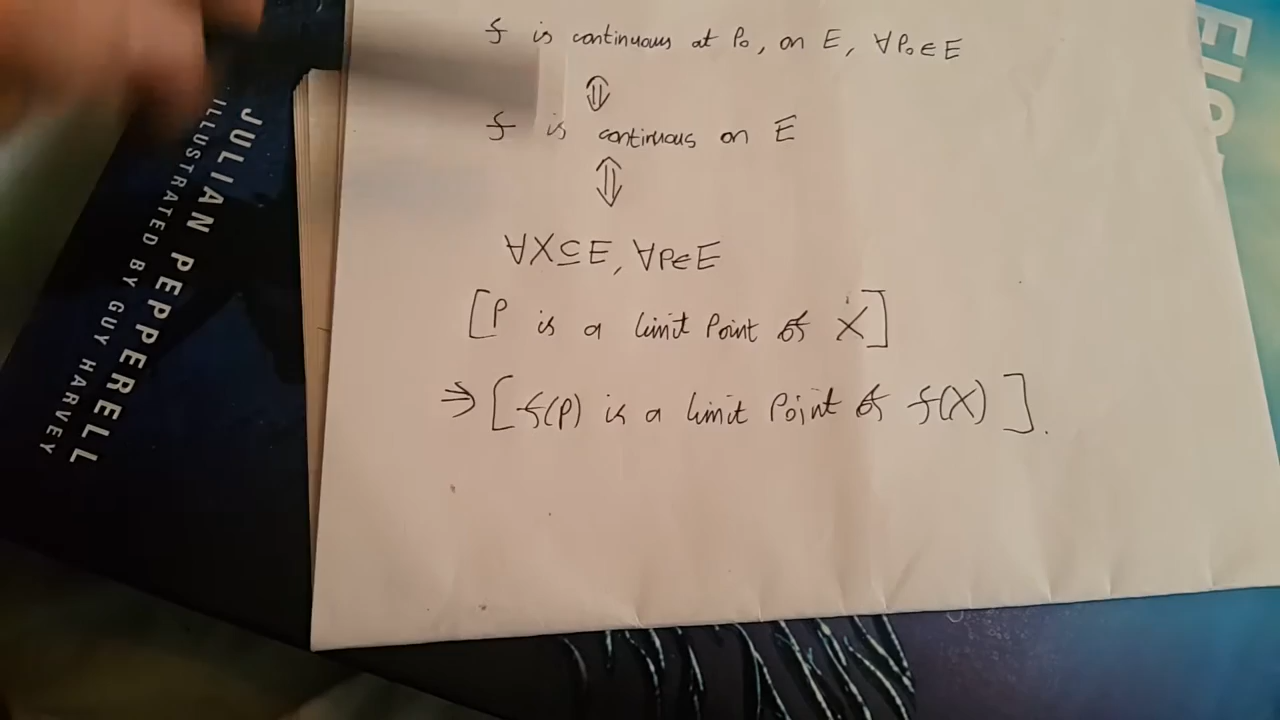 f is continuous at P₀, on E, ∀P₀∈E
⇕
f is continuous on E
⇕
∀X⊆E, ∀P∈E
[P is a limit point of X]
⇒ [f(P) is a limit point of f(X)].
JULIAN PEPPERELL
ILLUSTRATED BY GUY HARVEY